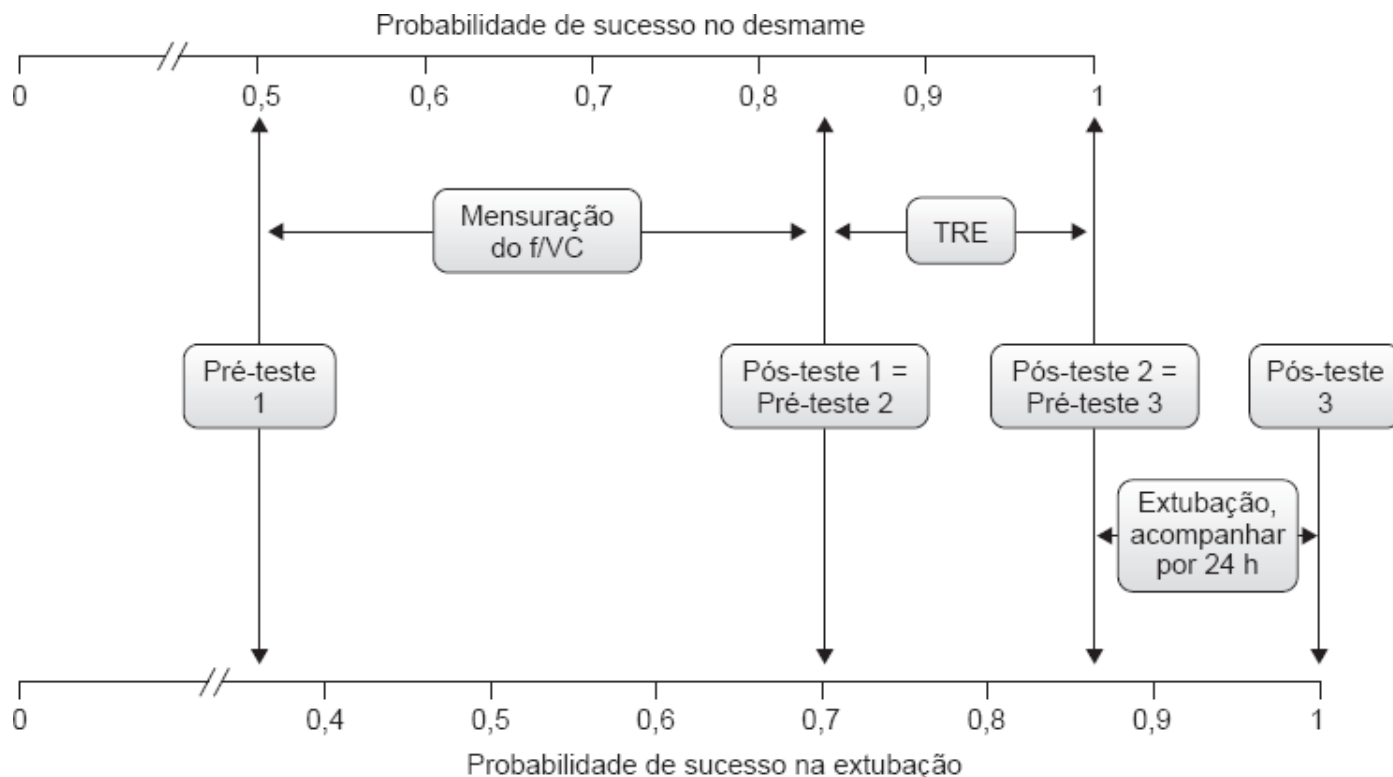 Probabilidade de sucesso no desmame
0 0,5 0,6 0,7 0,8 0,9 1
Mensuração
do f/VC
TRE
Pré-teste
1
Pós-teste 1 =
Pré-teste 2
Pós-teste 2 =
Pré-teste 3
Pós-teste
3
Extubação,
acompanhar
por 24 h
0 0,4 0,5 0,6 0,7 0,8 0,9 1
Probabilidade de sucesso na extubação